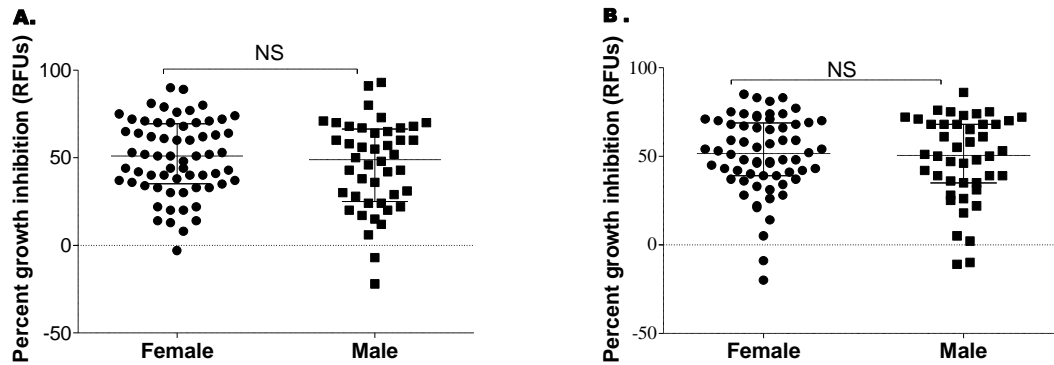 A.
Percent growth inhibition (RFUs)
NS
100
50
0
-50
Female
Male
B .
Percent growth inhibition (RFUs)
NS
100
50
0
-50
Female
Male